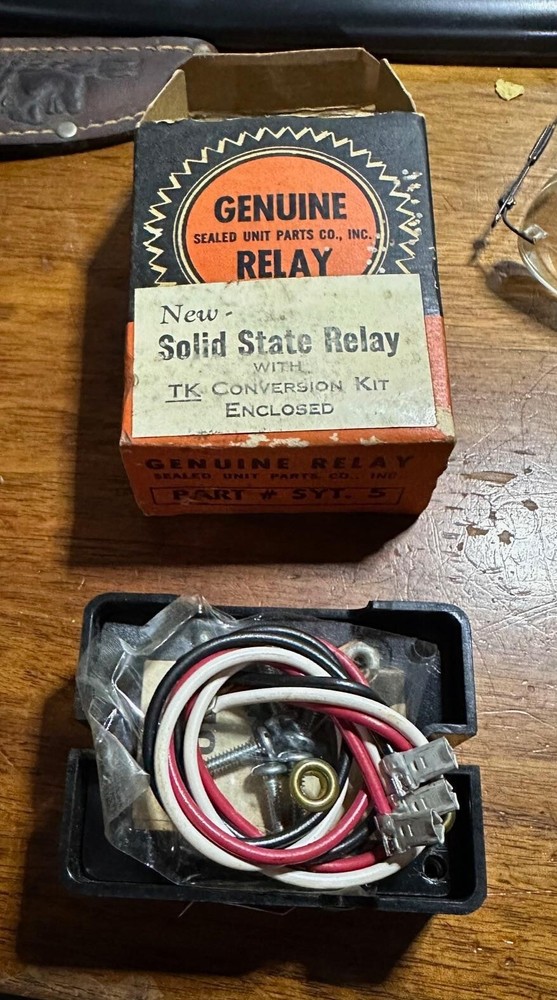 GENUINE
SEALED UNIT PARTS CO., INC.
RELAY
New -
Solid State Relay
WITH
TK CONVERSION KIT
ENCLOSED
GENUINE RELAY
SEALED UNIT PARTS CO., INC
PART # SYT. 5